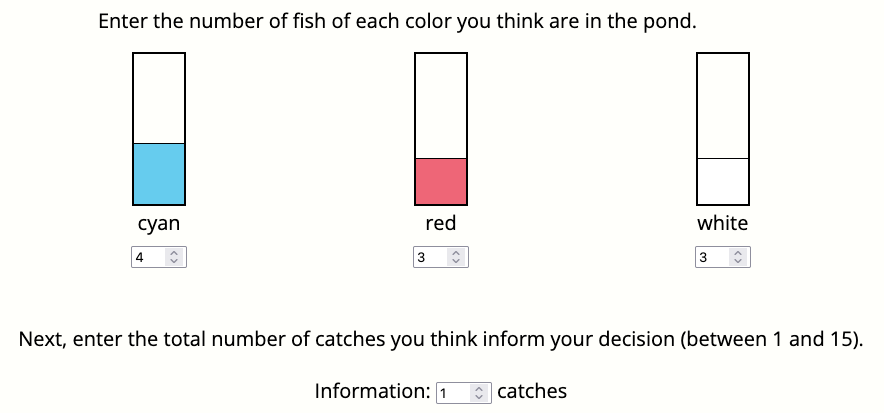 Enter the number of fish of each color you think are in the pond.
cyan red white
4 3 3
Next, enter the total number of catches you think inform your decision (between 1 and 15).
Information: 1 catches